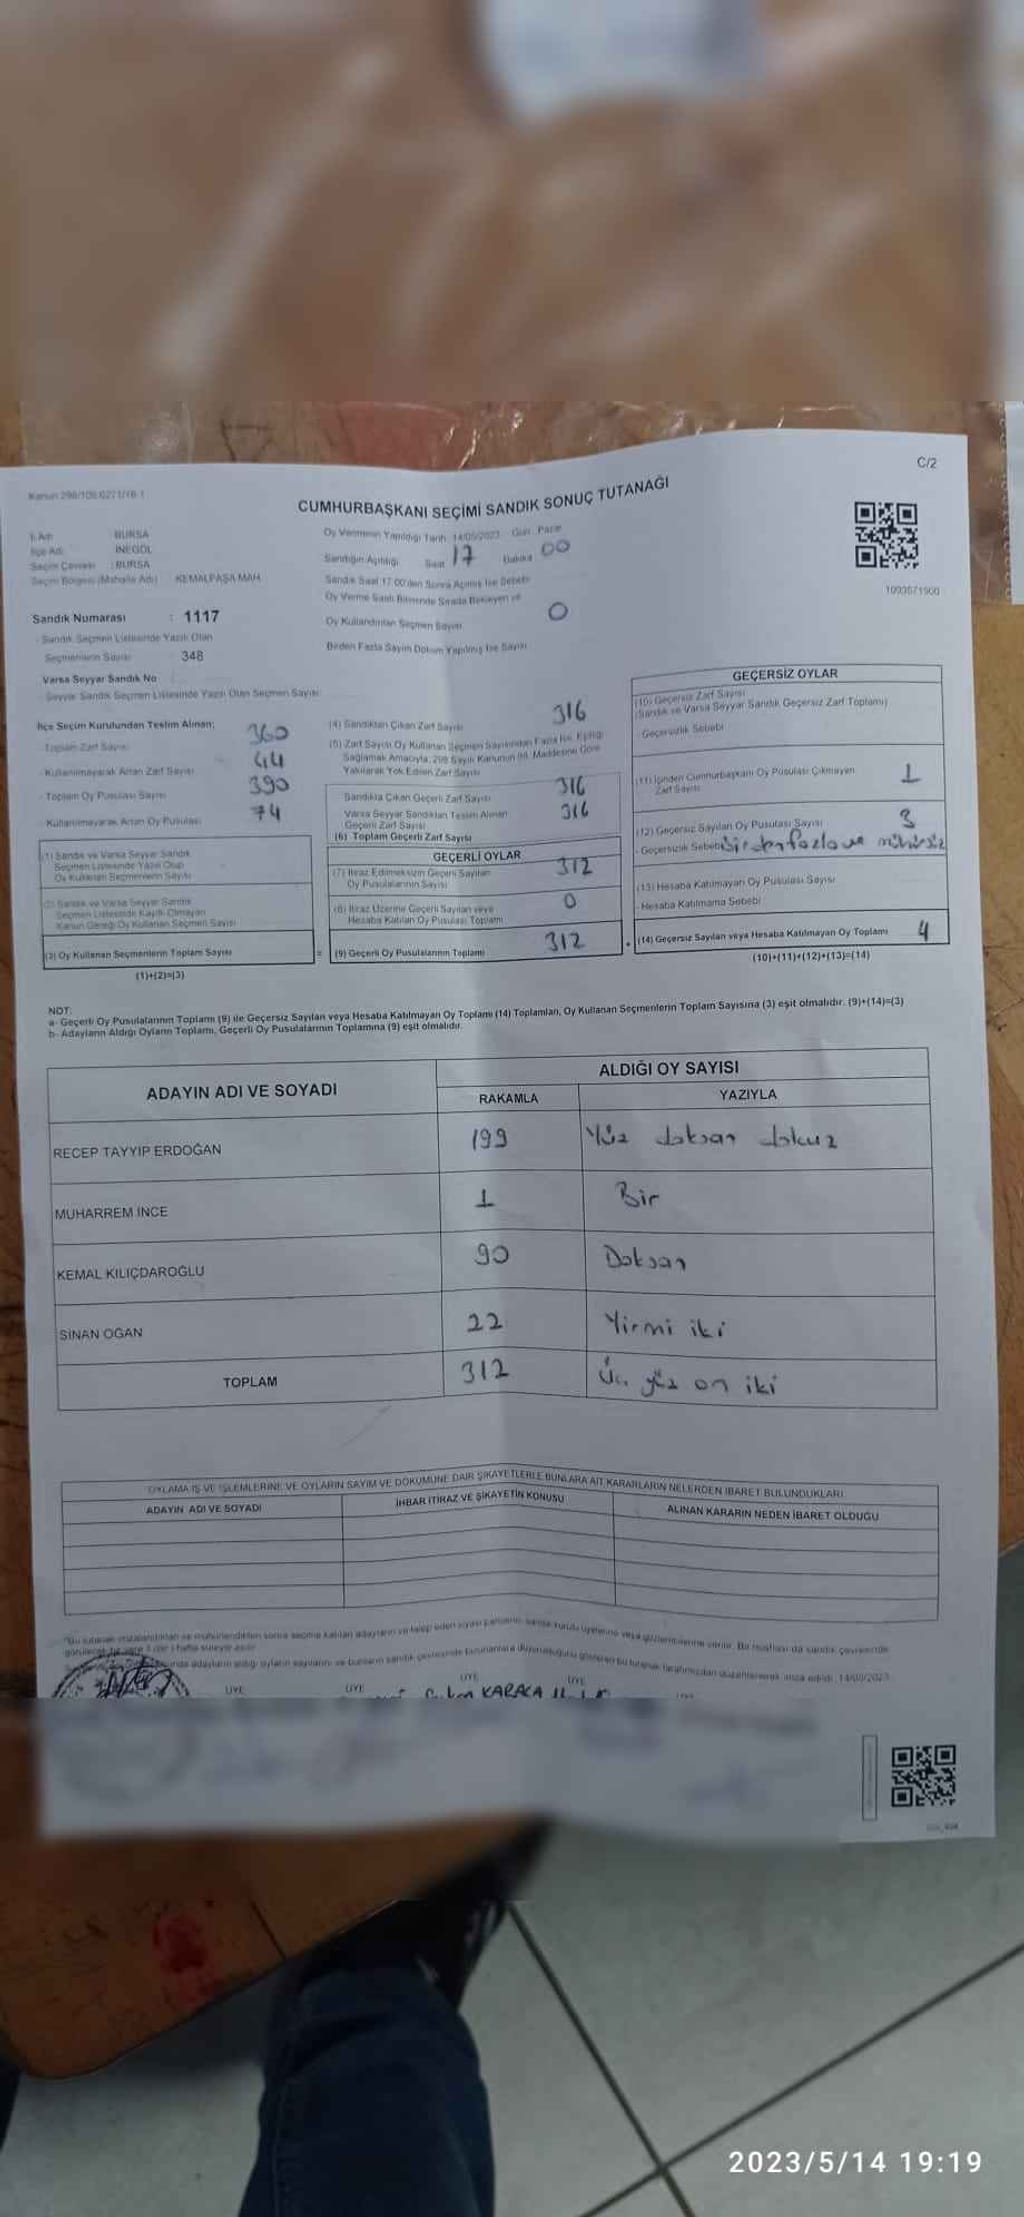 C/2
Kanun 298/105
CUMHURBAŞKANI SEÇİMİ SANDIK SONUÇ TUTANAĞI
İl Adı : BURSA
İlçe Adı : İNEGÖL
Seçim Çevresi : BURSA
Seçim Bölgesi (Mahalle Adı) : KEMALPAŞA MAH.
Oy Vermenin Yapıldığı Tarih 14/05/2023 Gün Pazar
Sandığın Açıldığı Saat 17 Dakika 00
Sandık Saat 17:00'den Sonra Açılmış İse Sebebi
Oy Verme Saati Bitiminde Sırada Bekleyen ve
Oy Kullandırılan Seçmen Sayısı 0
Birden Fazla Sayım Döküm Yapılmış İse Sayısı
1093671900
Sandık Numarası : 1117
Sandık Seçmen Listesinde Yazılı Olan
Seçmenlerin Sayısı : 348
Varsa Seyyar Sandık No
Seyyar Sandık Seçmen Listesinde Yazılı Olan Seçmen Sayısı
İlçe Seçim Kurulundan Teslim Alınan;
Toplam Zarf Sayısı 360
Kullanılmayarak Artan Zarf Sayısı 44
Toplam Oy Pusulası Sayısı 390
Kullanılmayarak Artan Oy Pusulası 74
(1) Sandık ve Varsa Seyyar Sandık
Seçmen Listesinde Yazılı Olup
Oy Kullanan Seçmenlerin Sayısı
(2) Sandık ve Varsa Seyyar Sandık
Seçmen Listesinde Kayıtlı Olmayan
Kanun Gereği Oy Kullanan Seçmen Sayısı
(3) Oy Kullanan Seçmenlerin Toplam Sayısı
(1)+(2)=(3)
(4) Sandıktan Çıkan Zarf Sayısı 316
(5) Zarf Sayısı Oy Kullanan Seçmen Sayısından Fazla İse, Eşitliği
Sağlamak Amacıyla, 298 Sayılı Kanunun 98. Maddesine Göre
Yakılarak Yok Edilen Zarf Sayısı
Sandıkta Çıkan Geçerli Zarf Sayısı 316
Varsa Seyyar Sandıktan Teslim Alınan
Geçerli Zarf Sayısı 316
(6) Toplam Geçerli Zarf Sayısı
GEÇERLİ OYLAR
(7) İtiraz Edilmeksizin Geçerli Sayılan
Oy Pusulalarının Sayısı 312
(8) İtiraz Üzerine Geçerli Sayılan veya
Hesaba Katılan Oy Pusulası Toplamı 0
= (9) Geçerli Oy Pusulalarının Toplamı 312
GEÇERSİZ OYLAR
(10) Geçersiz Zarf Sayısı
(Sandık ve Varsa Seyyar Sandık Geçersiz Zarf Toplamı)
Geçersizlik Sebebi
(11) İçinden Cumhurbaşkanı Oy Pusulası Çıkmayan
Zarf Sayısı 1
(12) Geçersiz Sayılan Oy Pusulası Sayısı 3
Geçersizlik Sebebi Birden fazla ve mühürsüz
(13) Hesaba Katılmayan Oy Pusulası Sayısı
Hesaba Katılmama Sebebi
+ (14) Geçersiz Sayılan veya Hesaba Katılmayan Oy Toplamı 4
(10)+(11)+(12)+(13)=(14)
NOT:
a- Geçerli Oy Pusulalarının Toplamı (9) ile Geçersiz Sayılan veya Hesaba Katılmayan Oy Toplamı (14) Toplamları, Oy Kullanan Seçmenlerin Toplam Sayısına (3) eşit olmalıdır. (9)+(14)=(3)
b- Adayların Aldığı Oyların Toplamı, Geçerli Oy Pusulalarının Toplamına (9) eşit olmalıdır.
ADAYIN ADI VE SOYADI ALDIĞI OY SAYISI
RAKAMLA YAZIYLA
RECEP TAYYİP ERDOĞAN 199 Yüz doksan dokuz
MUHARREM İNCE 1 Bir
KEMAL KILIÇDAROĞLU 90 Doksan
SİNAN OĞAN 22 Yirmi iki
TOPLAM 312 Üç yüz on iki
OYLAMA İŞ VE İŞLEMLERİNE VE OYLARIN SAYIM VE DÖKÜMÜNE DAİR ŞİKAYETLERLE BUNLARA AİT KARARLARIN NELERDEN İBARET BULUNDUKLARI
ADAYIN ADI VE SOYADI İHBAR İTİRAZ VE ŞİKAYETİN KONUSU ALINAN KARARIN NEDEN İBARET OLDUĞU
14/05/2023
ÜYE ÜYE ÜYE ÜYE
KARACA
2023/5/14 19:19